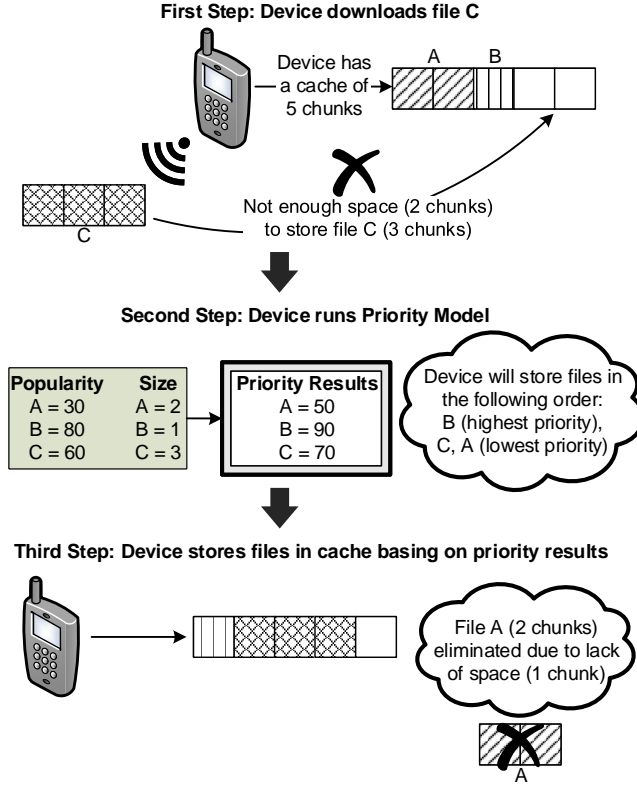 First Step: Device downloads file C
Device has
a cache of
5 chunks
A
B
Not enough space (2 chunks)
to store file C (3 chunks)
C
Second Step: Device runs Priority Model
Popularity
A = 30
B = 80
C = 60
Size
A = 2
B = 1
C = 3
Priority Results
A = 50
B = 90
C = 70
Device will store files in
the following order:
B (highest priority),
C, A (lowest priority)
Third Step: Device stores files in cache basing on priority results
File A (2 chunks)
eliminated due to lack
of space (1 chunk)
A